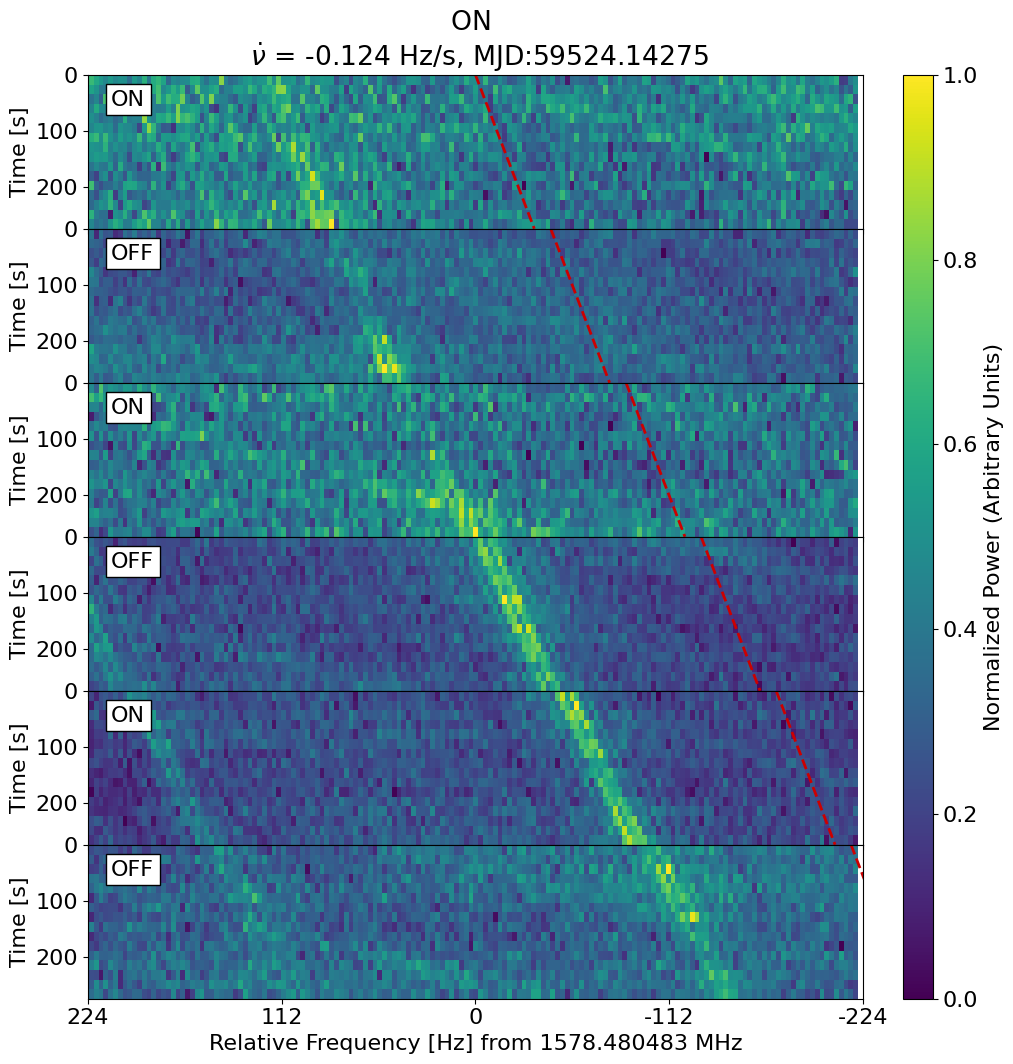 ON
ν̇ = -0.124 Hz/s, MJD:59524.14275
0
100
200
Time [s]
ON
0
100
200
Time [s]
OFF
0
100
200
Time [s]
ON
0
100
200
Time [s]
OFF
0
100
200
Time [s]
ON
0
100
200
Time [s]
OFF
224 112 0 -112 -224
Relative Frequency [Hz] from 1578.480483 MHz
1.0
0.8
0.6
0.4
0.2
0.0
Normalized Power (Arbitrary Units)